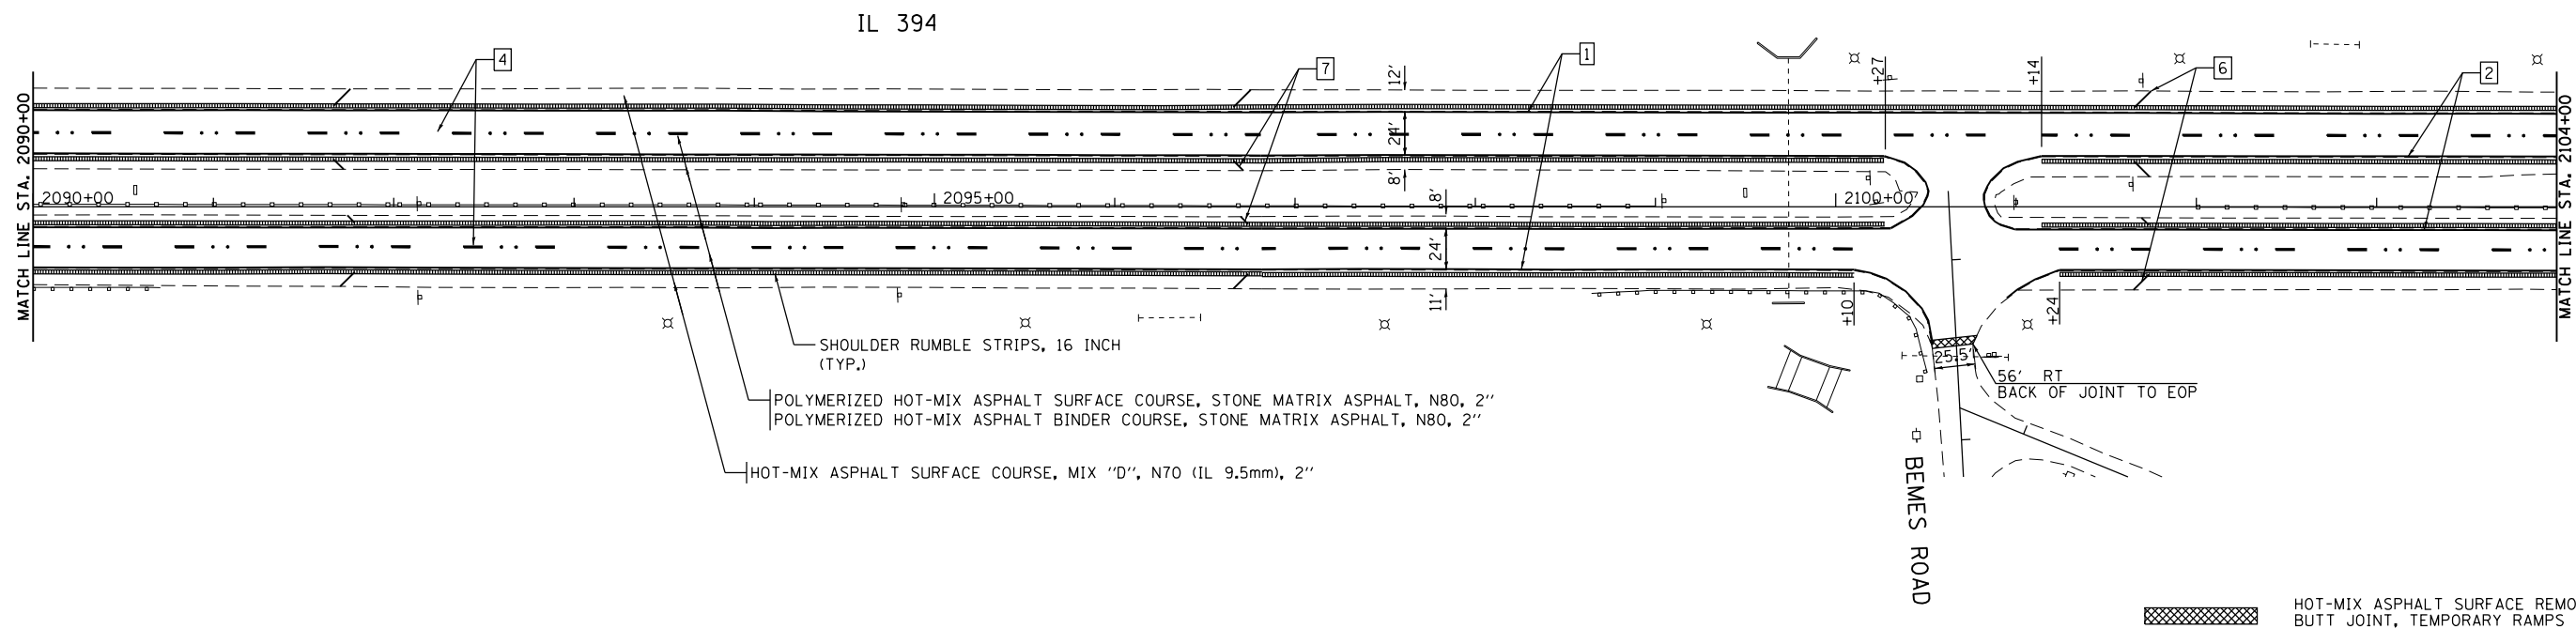 IL 394
4
7
1
6
2
12'
+27
+14
24'
8'
8'
24'
11'
MATCH LINE STA. 2090+00
MATCH LINE STA. 2104+00
2090+00
2095+00
2100+00
+10
+24
SHOULDER RUMBLE STRIPS, 16 INCH
(TYP.)
25.5'
56' RT
BACK OF JOINT TO EOP
POLYMERIZED HOT-MIX ASPHALT SURFACE COURSE, STONE MATRIX ASPHALT, N80, 2''
POLYMERIZED HOT-MIX ASPHALT BINDER COURSE, STONE MATRIX ASPHALT, N80, 2''
HOT-MIX ASPHALT SURFACE COURSE, MIX "D", N70 (IL 9.5mm), 2''
BEMES ROAD
HOT-MIX ASPHALT SURFACE REMO
BUTT JOINT, TEMPORARY RAMPS